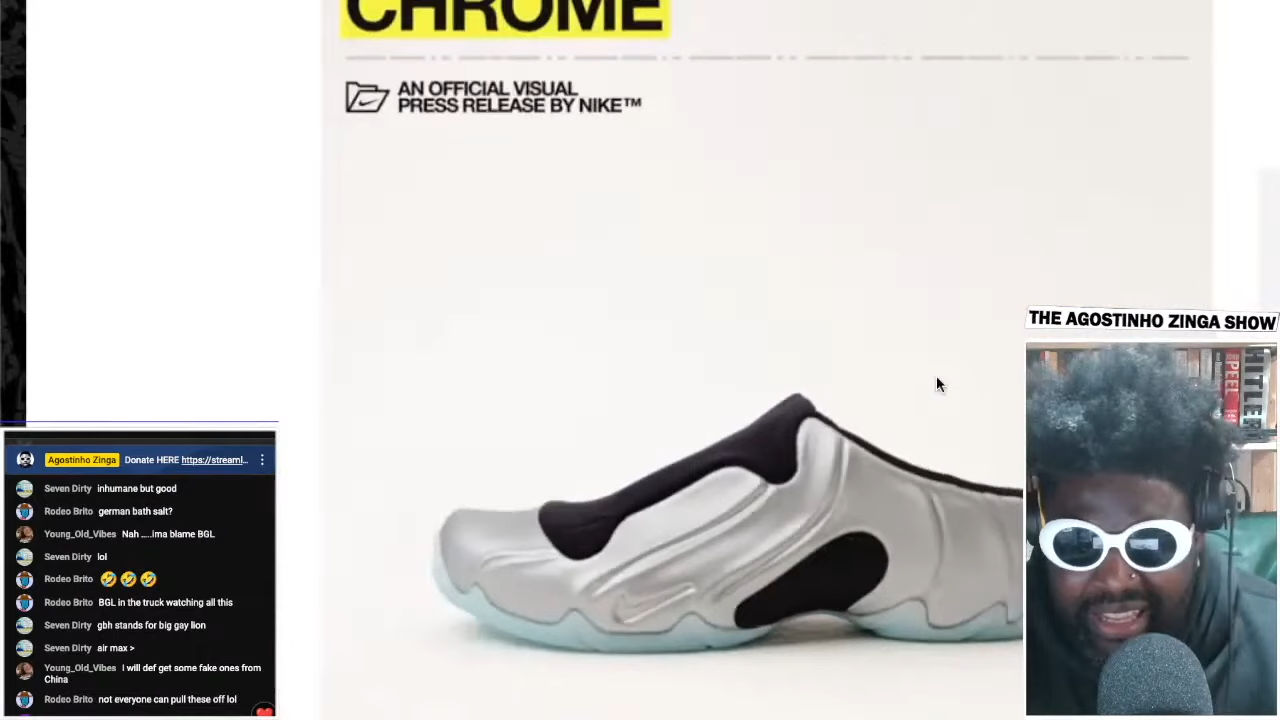 CHROME
AN OFFICIAL VISUAL
PRESS RELEASE BY NIKE™
THE AGOSTINHO ZINGA SHOW
PEEL
HITLER
Agostinho Zinga Donate HERE https://streaml...
Seven Dirty inhumane but good
Rodeo Brito german bath salt?
Young_Old_Vibes Nah .....Ima blame BGL
Seven Dirty lol
Rodeo Brito 🤣🤣🤣
Rodeo Brito BGL in the truck watching all this
Seven Dirty gbh stands for big gay lion
Seven Dirty air max >
Young_Old_Vibes I will def get some fake ones from
China
Rodeo Brito not everyone can pull these off lol